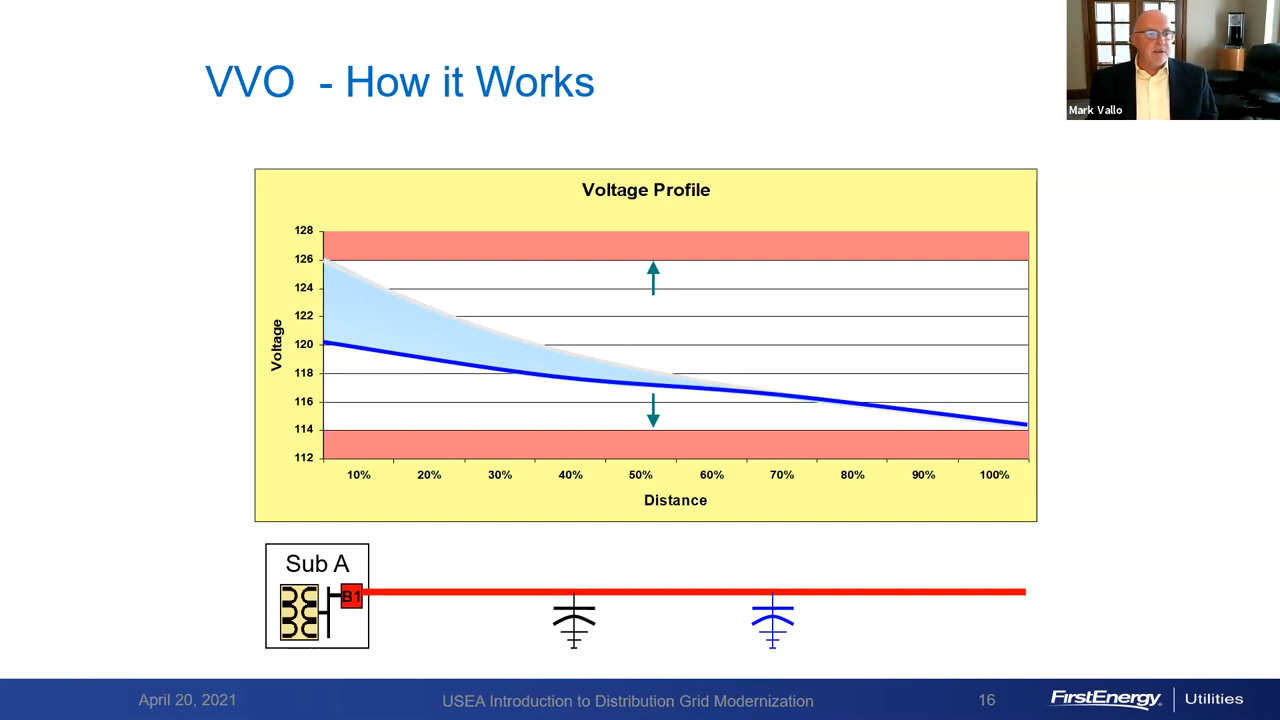 VVO - How it Works
Mark Vallo
Voltage Profile
128
126
124
122
120
118
116
114
112
Voltage
10% 20% 30% 40% 50% 60% 70% 80% 90% 100%
Distance
Sub A
B1
April 20, 2021 USEA Introduction to Distribution Grid Modernization 16 FirstEnergy Utilities